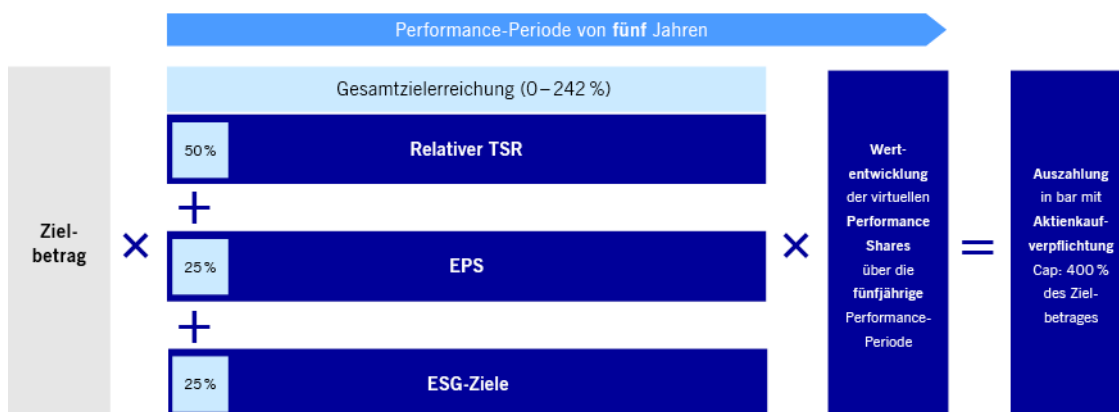 Performance-Periode von fünf Jahren
Ziel-
betrag
×
Gesamtzielerreichung (0–242 %)
50 %
Relativer TSR
+
25 %
EPS
+
25 %
ESG-Ziele
×
Wert-
entwicklung
der virtuellen
Performance
Shares
über die
fünfjährige
Performance-
Periode
=
Auszahlung
in bar mit
Aktienkauf-
verpflichtung
Cap: 400 %
des Ziel-
betrages